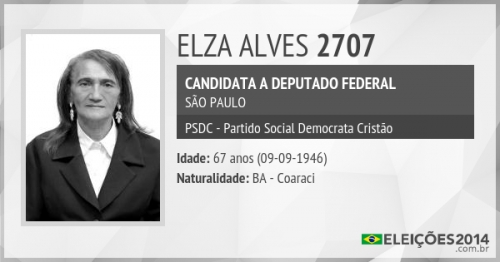 ELZA ALVES 2707
CANDIDATA A DEPUTADO FEDERAL
SÃO PAULO
PSDC - Partido Social Democrata Cristão
Idade: 67 anos (09-09-1946)
Naturalidade: BA - Coaraci
ELEIÇÕES2014
.com.br